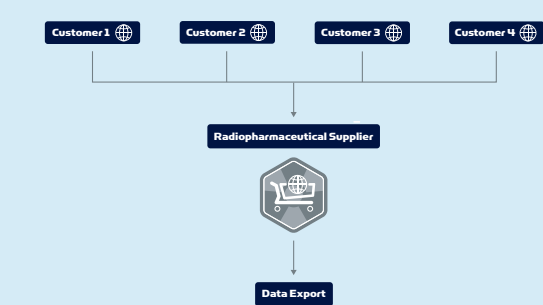 Customer 1
Customer 2
Customer 3
Customer 4
Radiopharmaceutical Supplier
Data Export